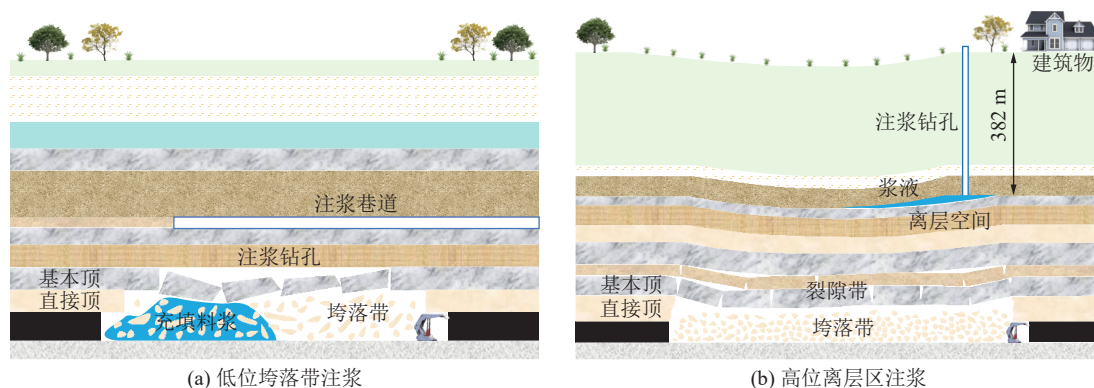 注浆巷道
注浆钻孔
基本顶
直接顶
充填料浆
垮落带
(a) 低位垮落带注浆
建筑物
注浆钻孔
382 m
浆液
离层空间
基本顶
裂隙带
直接顶
垮落带
(b) 高位离层区注浆